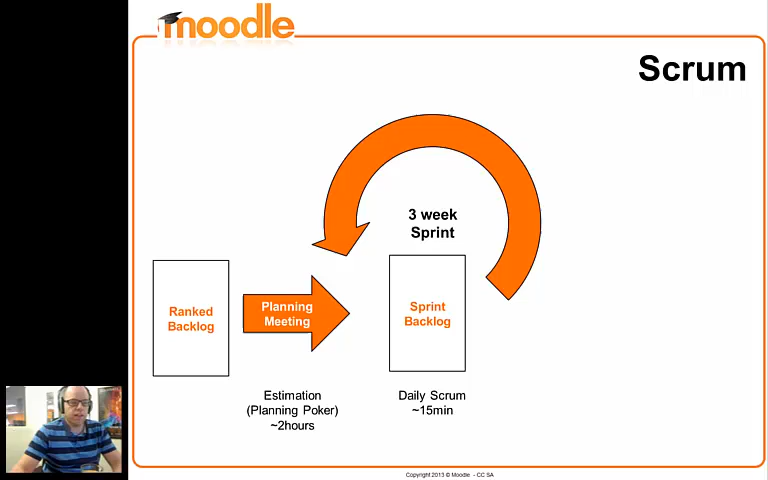 moodle
Scrum
3 week
Sprint
Ranked
Backlog
Planning
Meeting
Sprint
Backlog
Estimation
(Planning Poker)
~2hours
Daily Scrum
~15min
Copyright 2013 © Moodle - CC SA